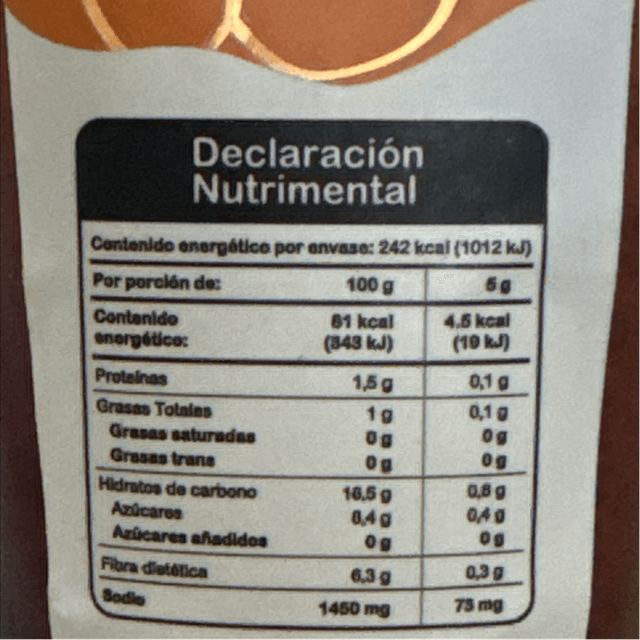 Declaración
Nutrimental
Contenido energético por envase: 242 kcal (1012 kJ)
Por porción de: 100 g 5 g
Contenido 81 kcal 4,5 kcal
energético: (343 kJ) (19 kJ)
Proteínas 1,5 g 0,1 g
Grasas Totales 1 g 0,1 g
Grasas saturadas 0 g 0 g
Grasas trans 0 g 0 g
Hidratos de carbono 16,5 g 0,8 g
Azúcares 8,4 g 0,4 g
Azúcares añadidos 0 g 0 g
Fibra dietética 6,3 g 0,3 g
Sodio 1450 mg 73 mg